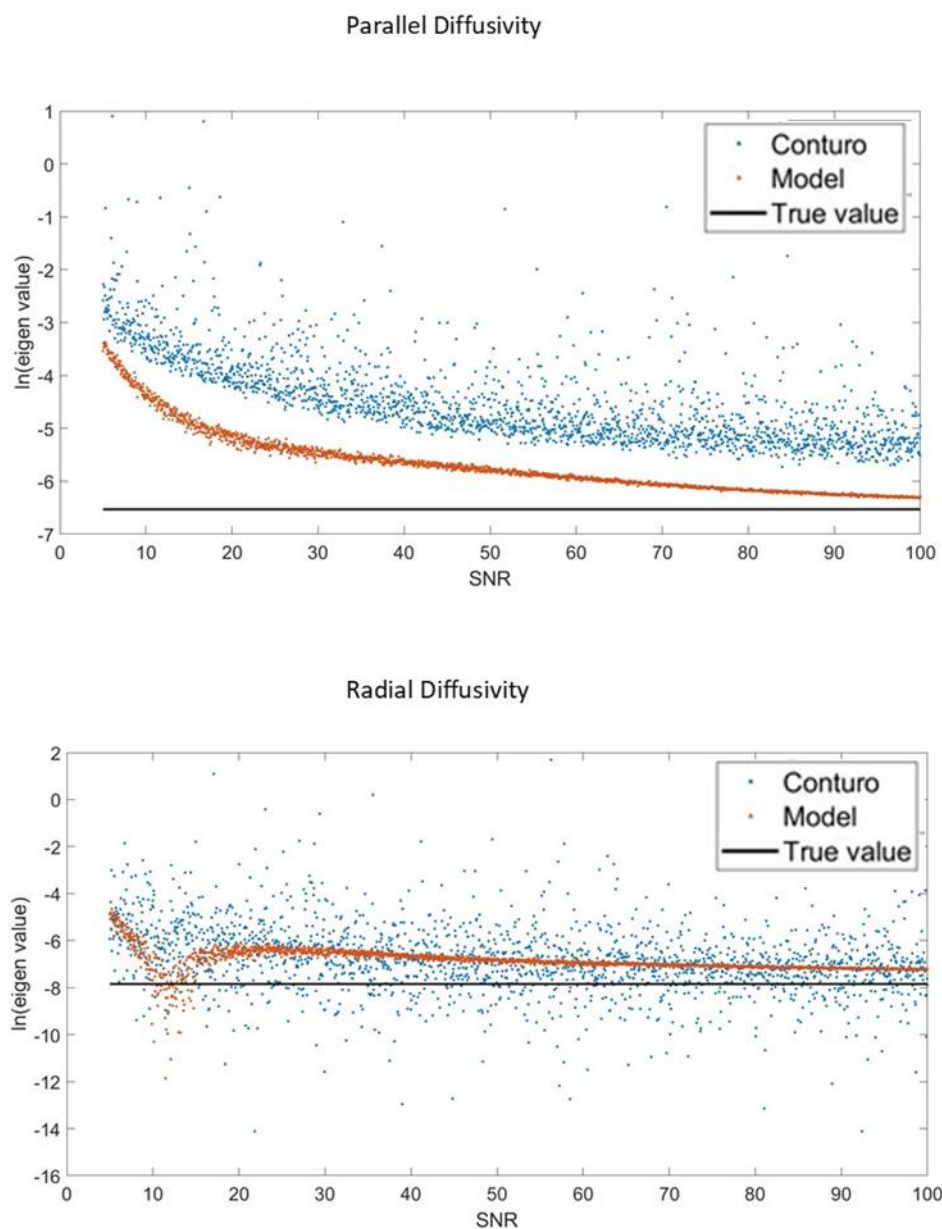 Parallel Diffusivity
1
0
-1
-2
-3
-4
-5
-6
-7
ln(eigen value)
Conturo
Model
True value
0 10 20 30 40 50 60 70 80 90 100
SNR
Radial Diffusivity
2
0
-2
-4
-6
-8
-10
-12
-14
-16
ln(eigen value)
Conturo
Model
True value
0 10 20 30 40 50 60 70 80 90 100
SNR